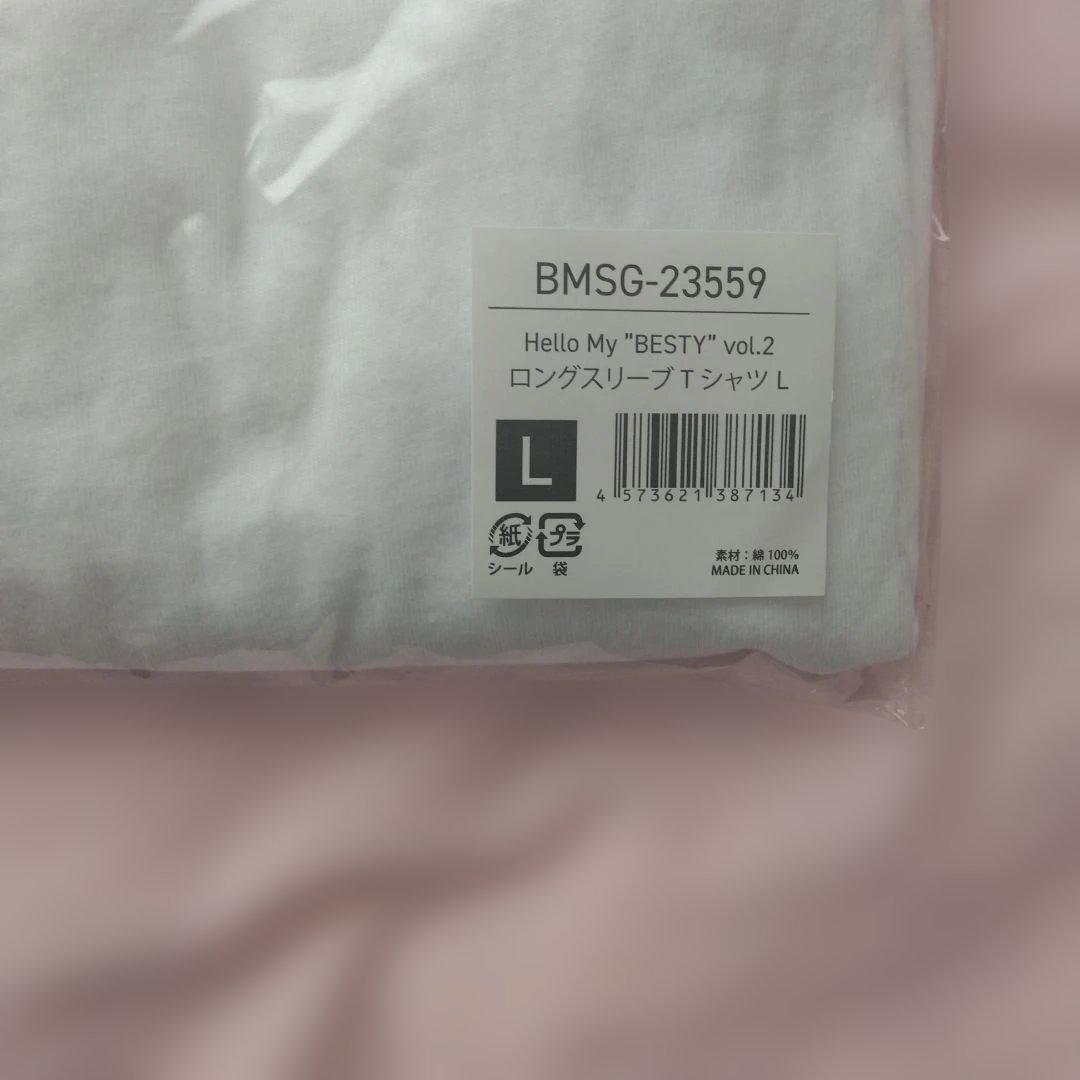 BMSG-23559
Hello My "BESTY" vol.2
ロングスリーブTシャツ L
L
4 573621 387134
紙 プラ
シール 袋
素材：綿 100%
MADE IN CHINA